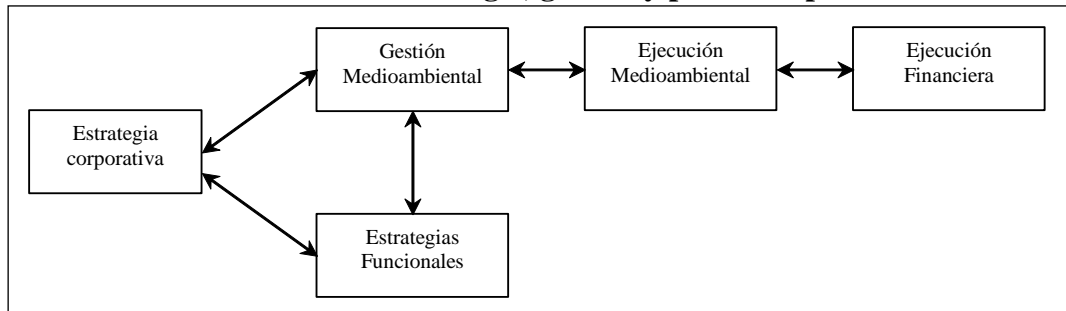 Gestión
Medioambiental
Ejecución
Medioambiental
Ejecución
Financiera
Estrategia
corporativa
Estrategias
Funcionales